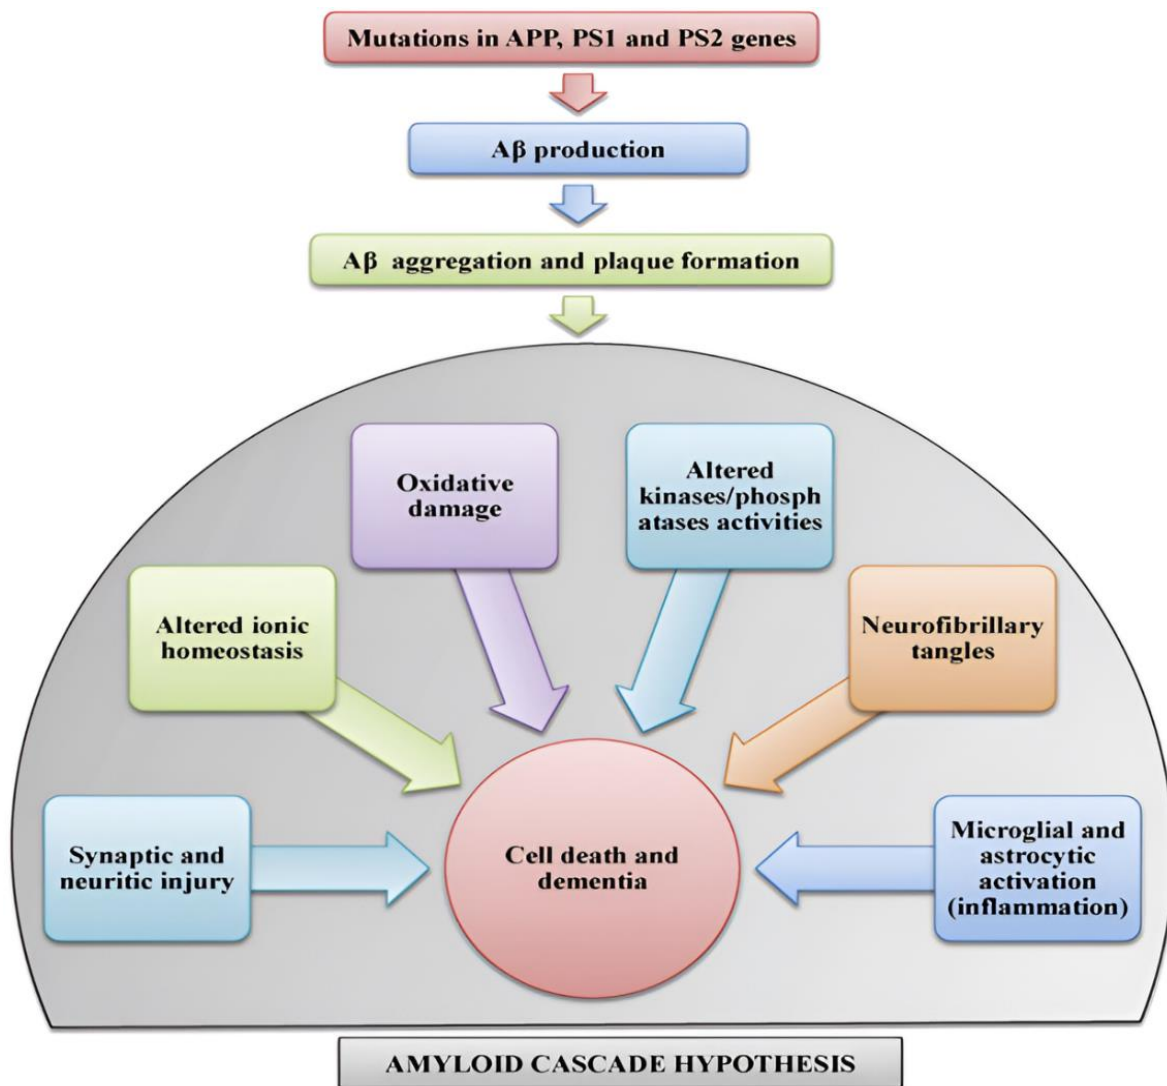 Mutations in APP, PS1 and PS2 genes
Aβ production
Aβ aggregation and plaque formation
Oxidative
damage
Altered
kinases/phosph
atases activities
Altered ionic
homeostasis
Neurofibrillary
tangles
Synaptic and
neuritic injury
Cell death and
dementia
Microglial and
astrocytic
activation
(inflammation)
AMYLOID CASCADE HYPOTHESIS